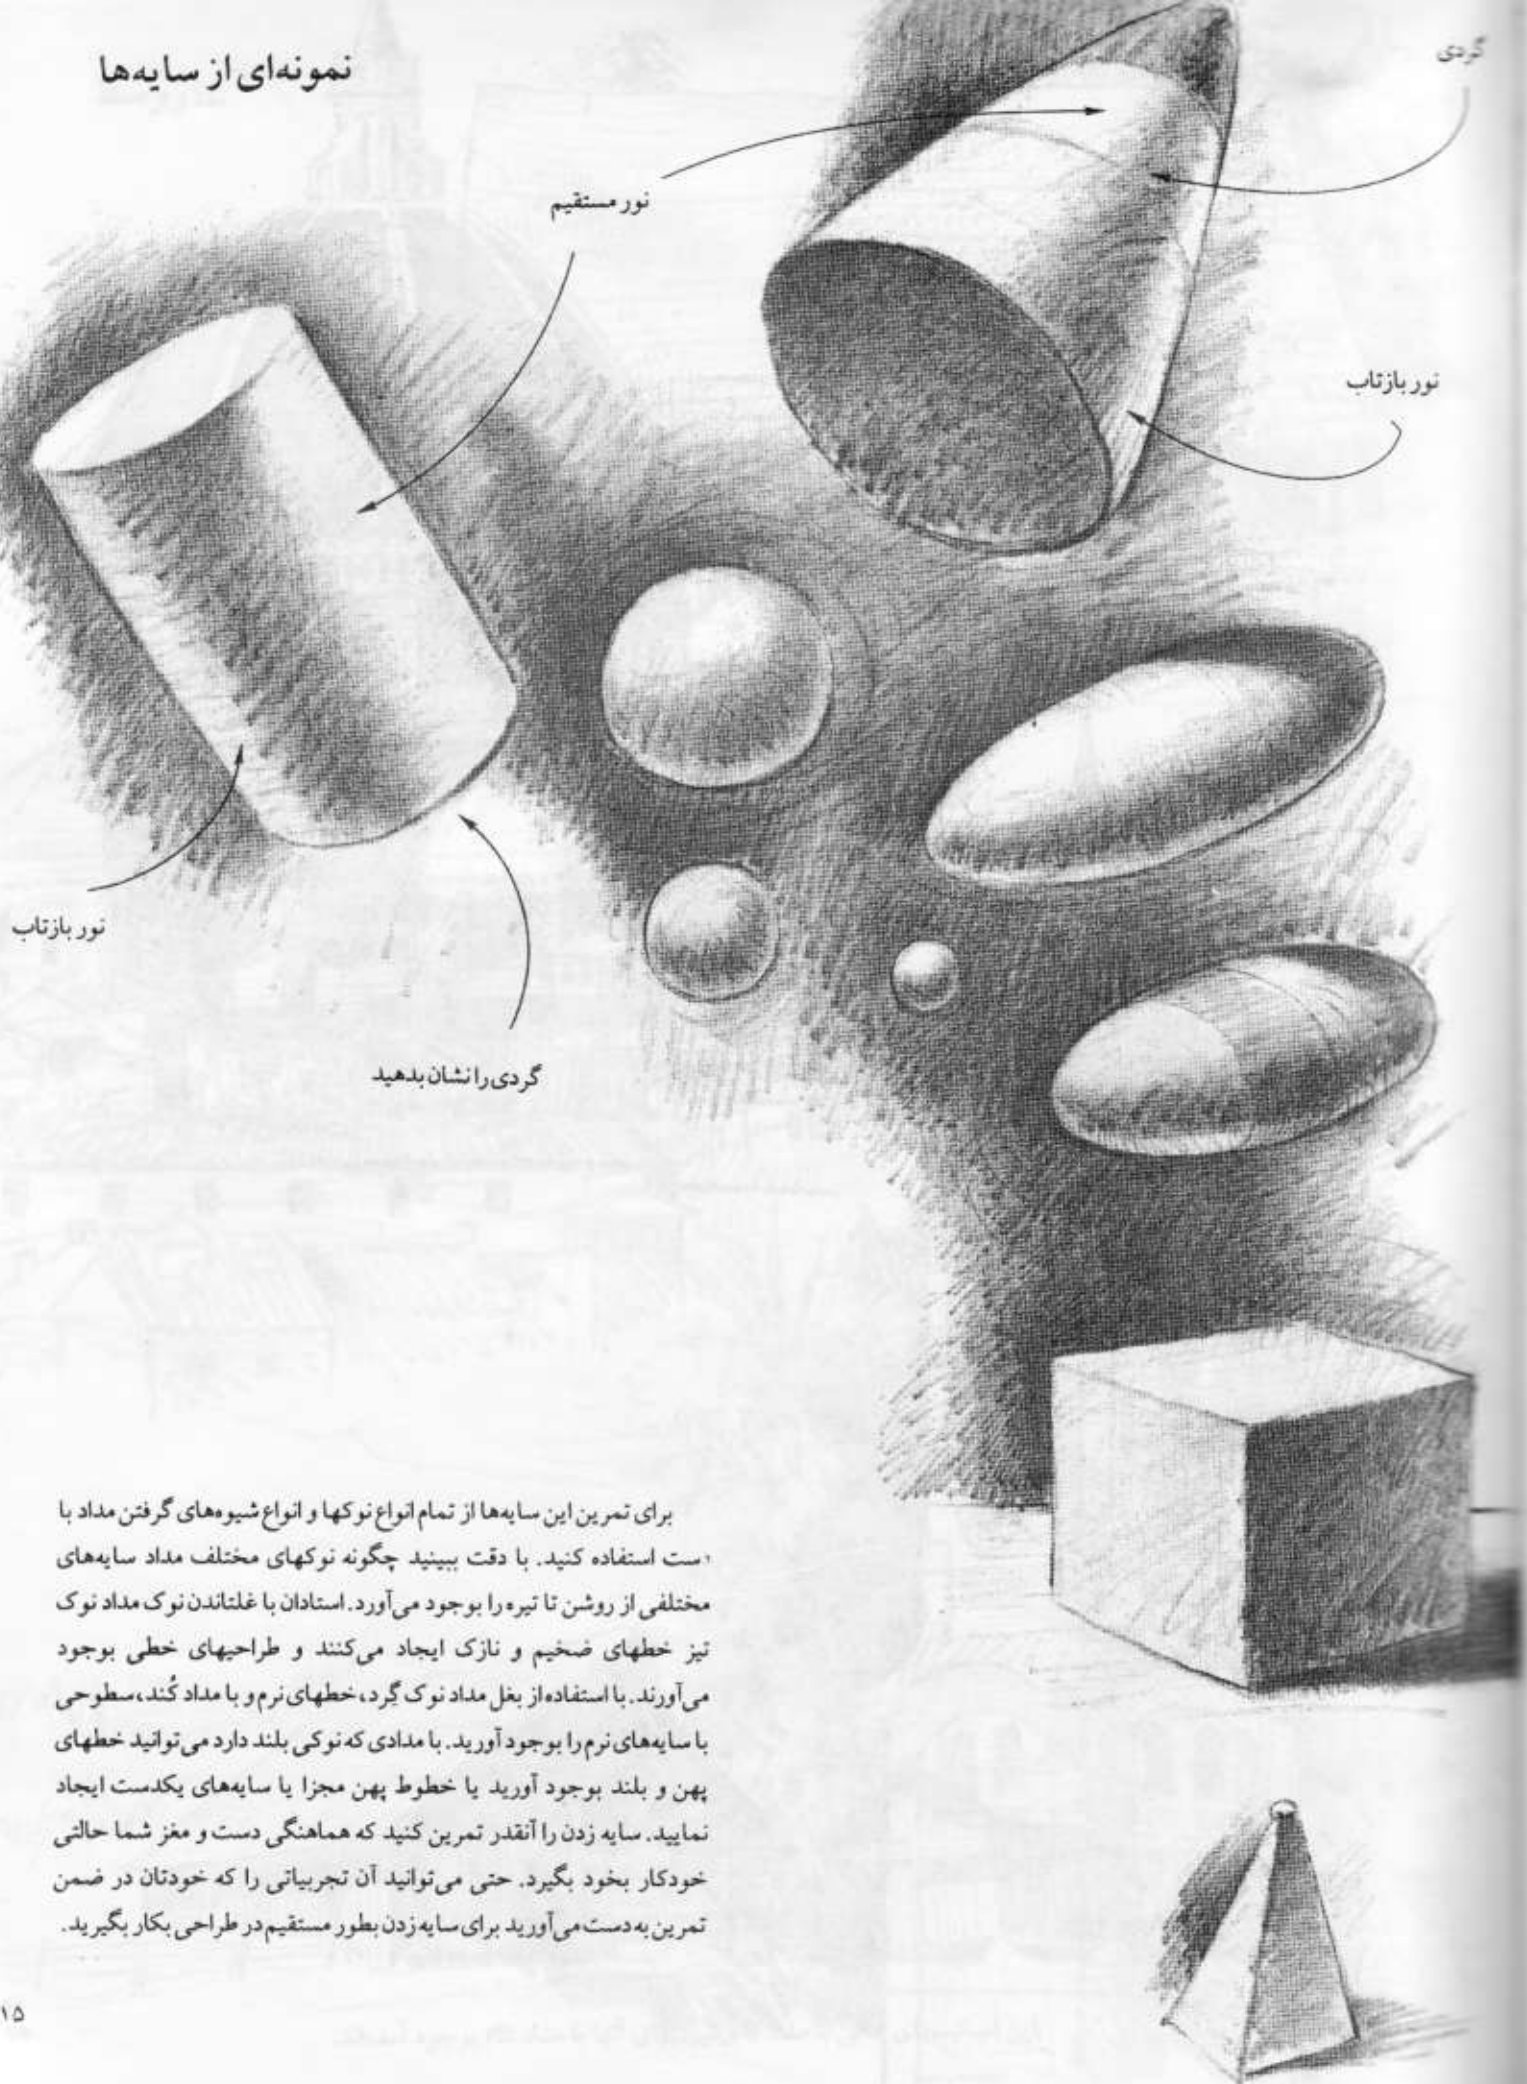 نمونه‌ای از سایه‌ها
گردی
نور مستقیم
نور بازتاب
نور بازتاب
گردی را نشان بدهید
برای تمرین این سایه‌ها از تمام انواع نوکها و انواع شیوه‌های گرفتن مداد با
دست استفاده کنید. با دقت ببینید چگونه نوکهای مختلف مداد سایه‌های
مختلفی از روشن تا تیره را بوجود می‌آورد. استادان با غلتاندن نوک مداد نوک
تیز خطهای ضخیم و نازک ایجاد می‌کنند و طراحیهای خطی بوجود
می‌آورند. با استفاده از بغل مداد نوک گِرد، خطهای نرم و با مداد کُند، سطوحی
با سایه‌های نرم را بوجود آورید. با مدادی که نوکی بلند دارد می‌توانید خطهای
پهن و بلند بوجود آورید یا خطوط پهن مجزا یا سایه‌های یکدست ایجاد
نمایید. سایه زدن را آنقدر تمرین کنید که هماهنگی دست و مغز شما حالتی
خودکار بخود بگیرد. حتی می‌توانید آن تجربیاتی را که خودتان در ضمن
تمرین به دست می‌آورید برای سایه زدن بطور مستقیم در طراحی بکار بگیرید.
۱۵